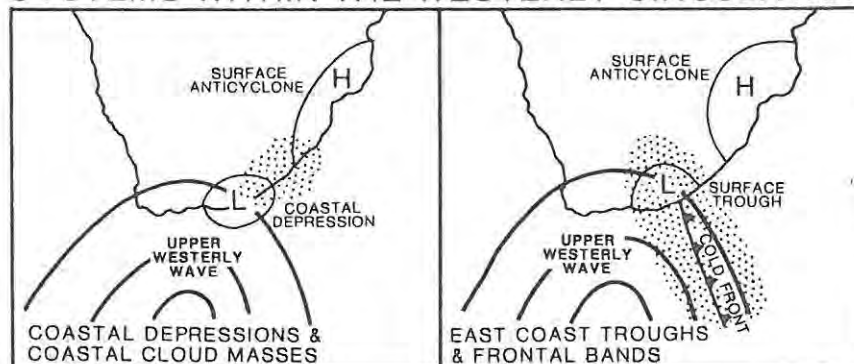 SURFACE
ANTICYCLONE
H
L
COASTAL
DEPRESSION
UPPER
WESTERLY
WAVE
COASTAL DEPRESSIONS &
COASTAL CLOUD MASSES
SURFACE
ANTICYCLONE
H
L
SURFACE
TROUGH
UPPER
WESTERLY
WAVE
COLD FRONT
EAST COAST TROUGHS
& FRONTAL BANDS